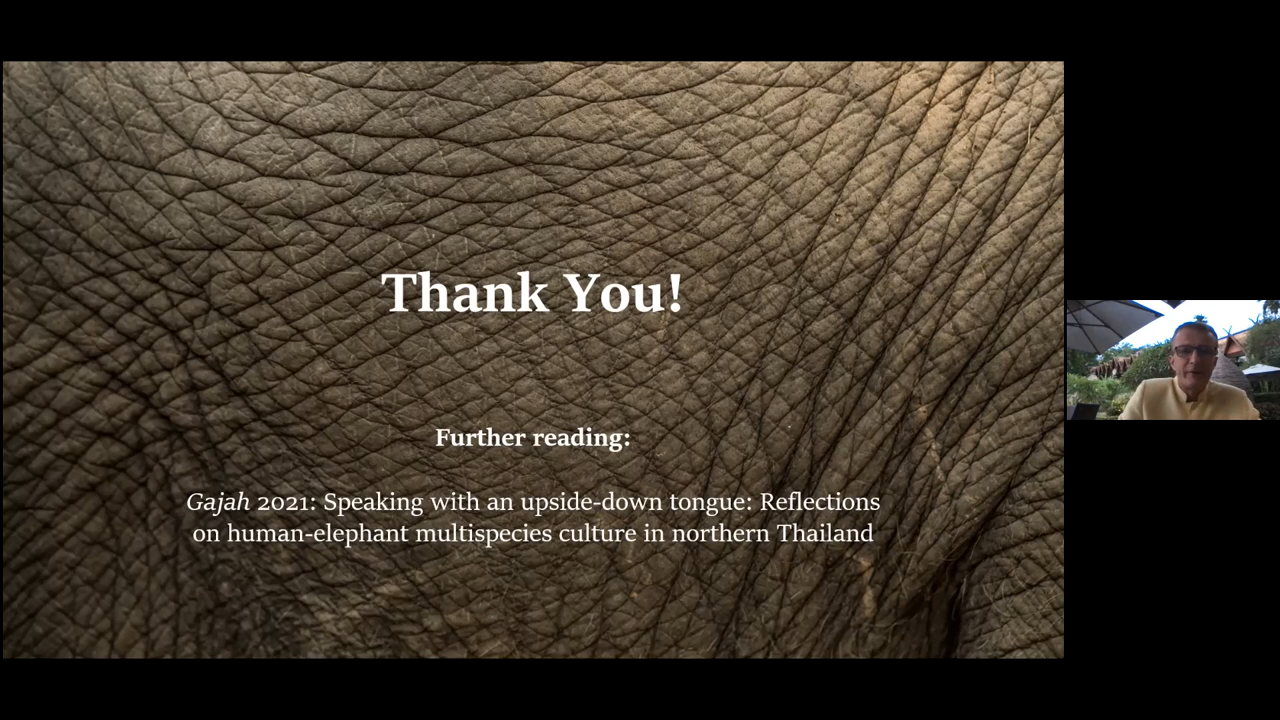 Thank You!
Further reading:
Gajah 2021: Speaking with an upside-down tongue: Reflections
on human-elephant multispecies culture in northern Thailand